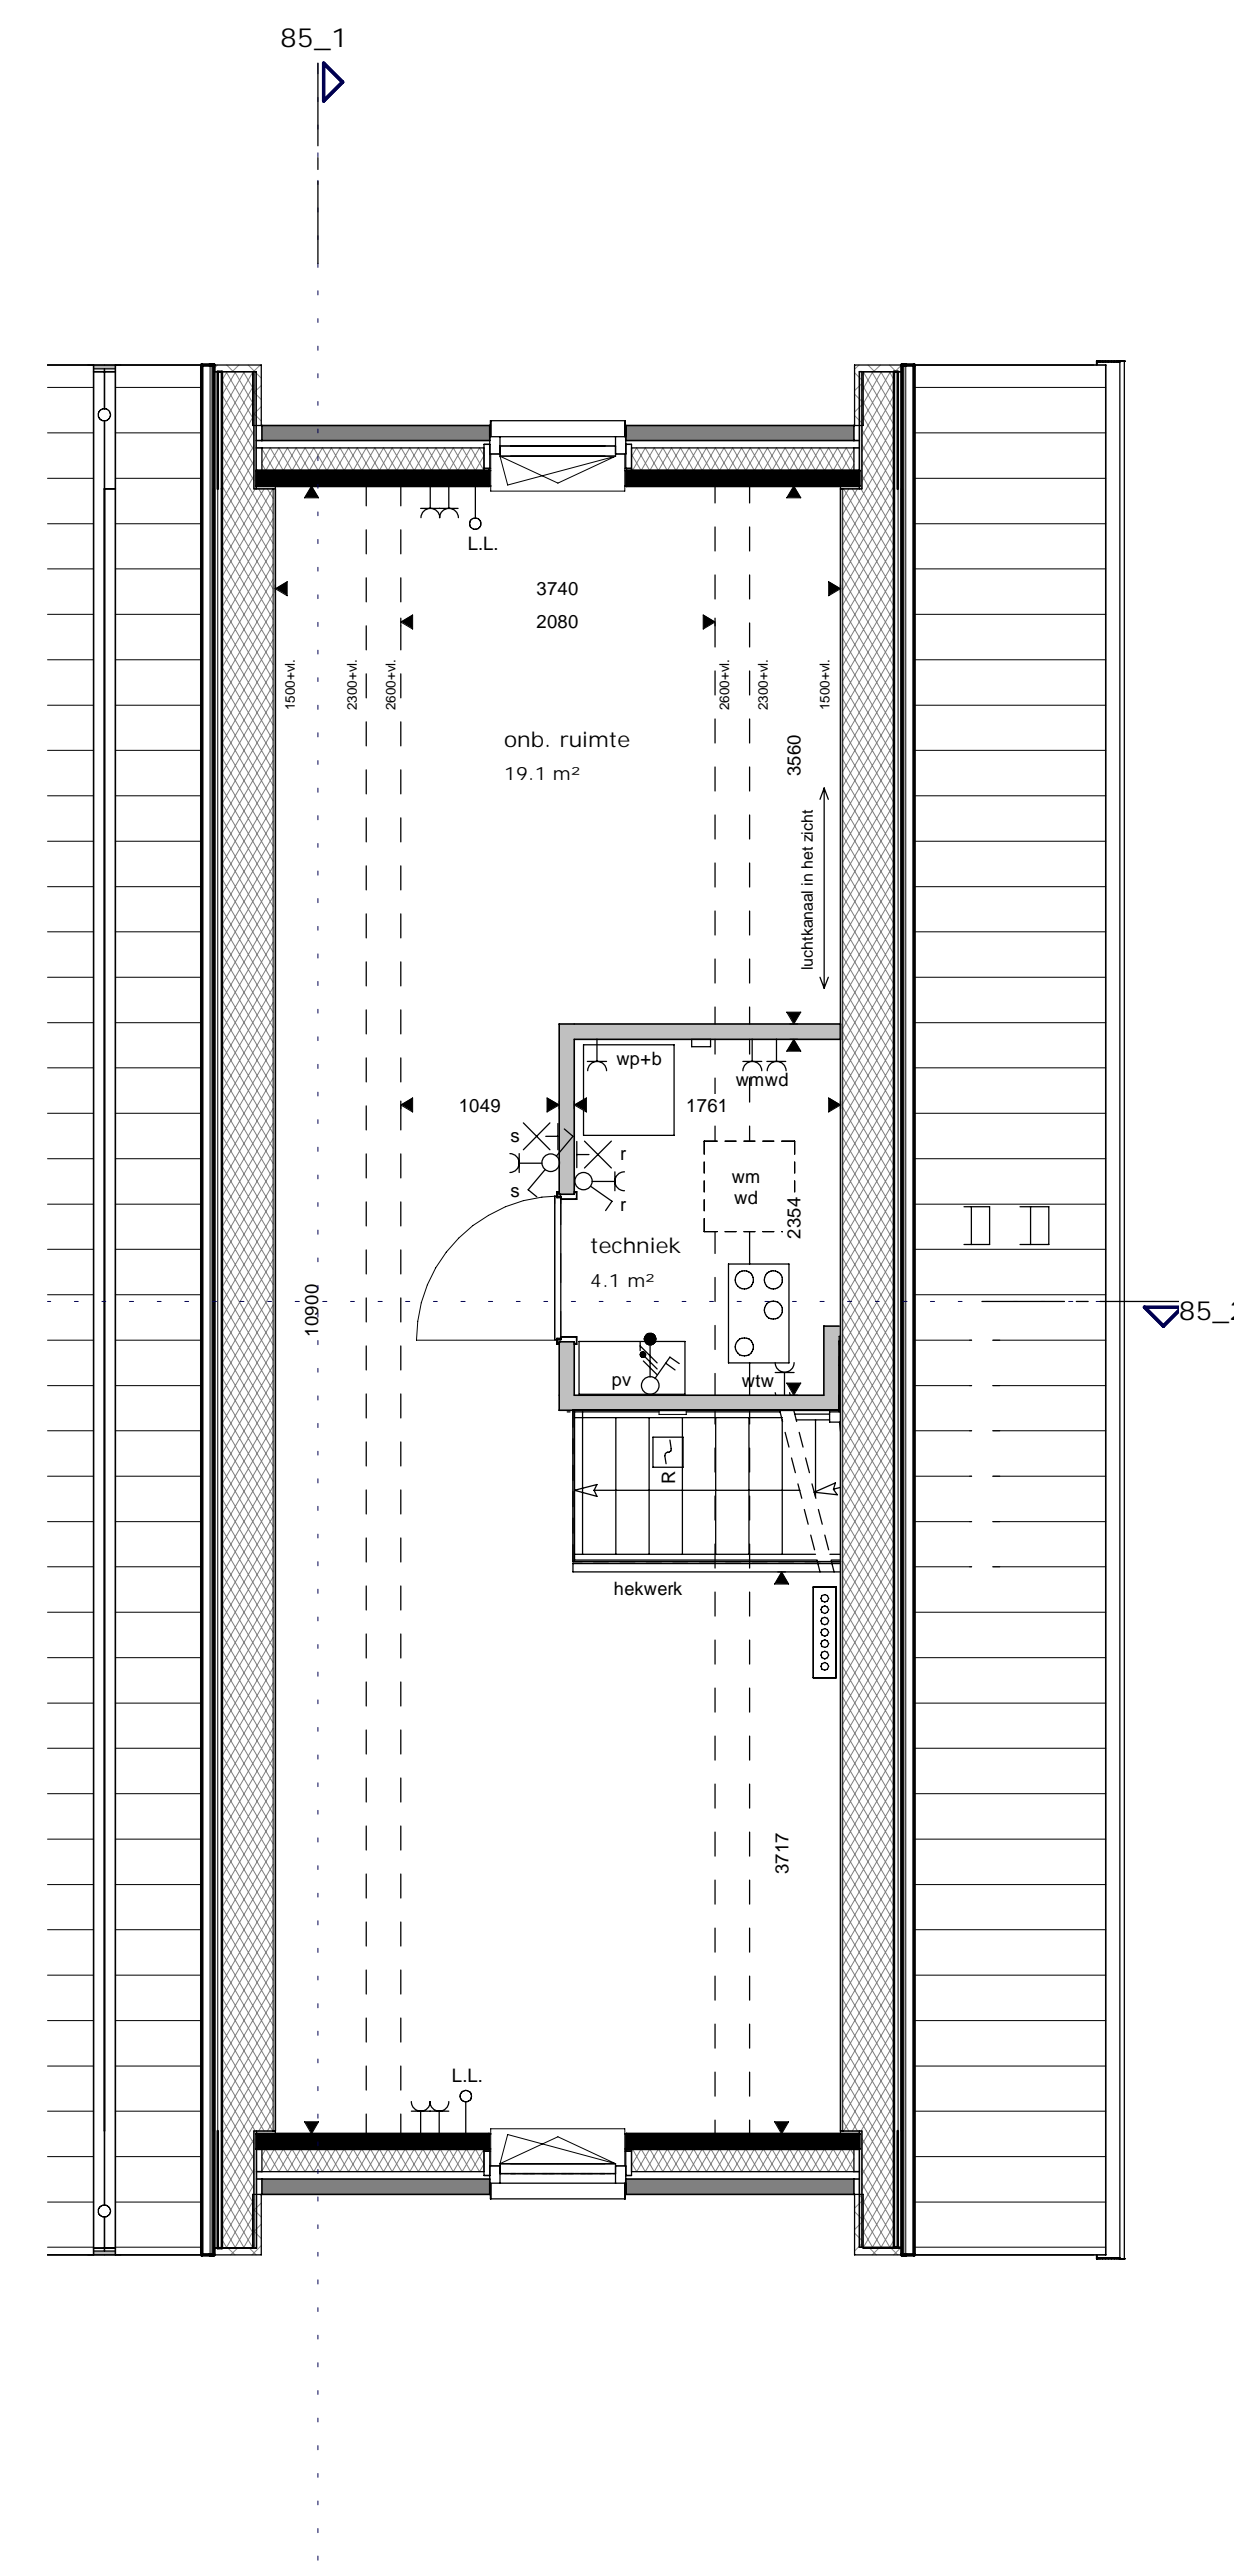 85_1
L.L.
3740
2080
1500+vl.
2300+vl.
2600+vl.
2600+vl.
2300+vl.
1500+vl.
onb. ruimte
19.1 m²
3560
luchtkanaal in het zicht
wp+b
wmwd
1049
1761
s
r
s
r
wm
wd
2354
techniek
4.1 m²
10900
85_2
pv
wtw
R
hekwerk
3717
L.L.